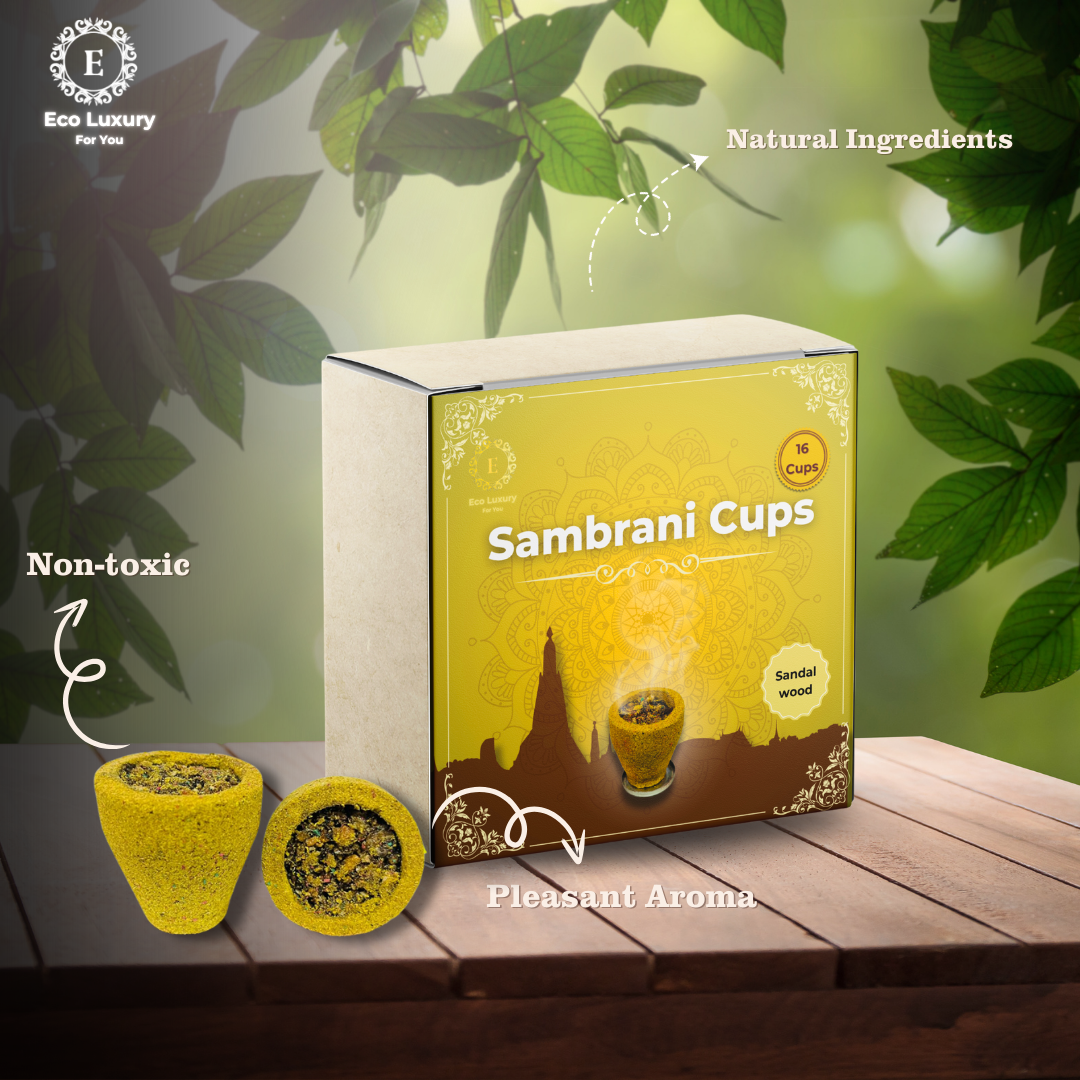 E
Eco Luxury
For You
Natural Ingredients
E
Eco Luxury
For You
16
Cups
Sambrani Cups
Non-toxic
Sandal
wood
Pleasant Aroma